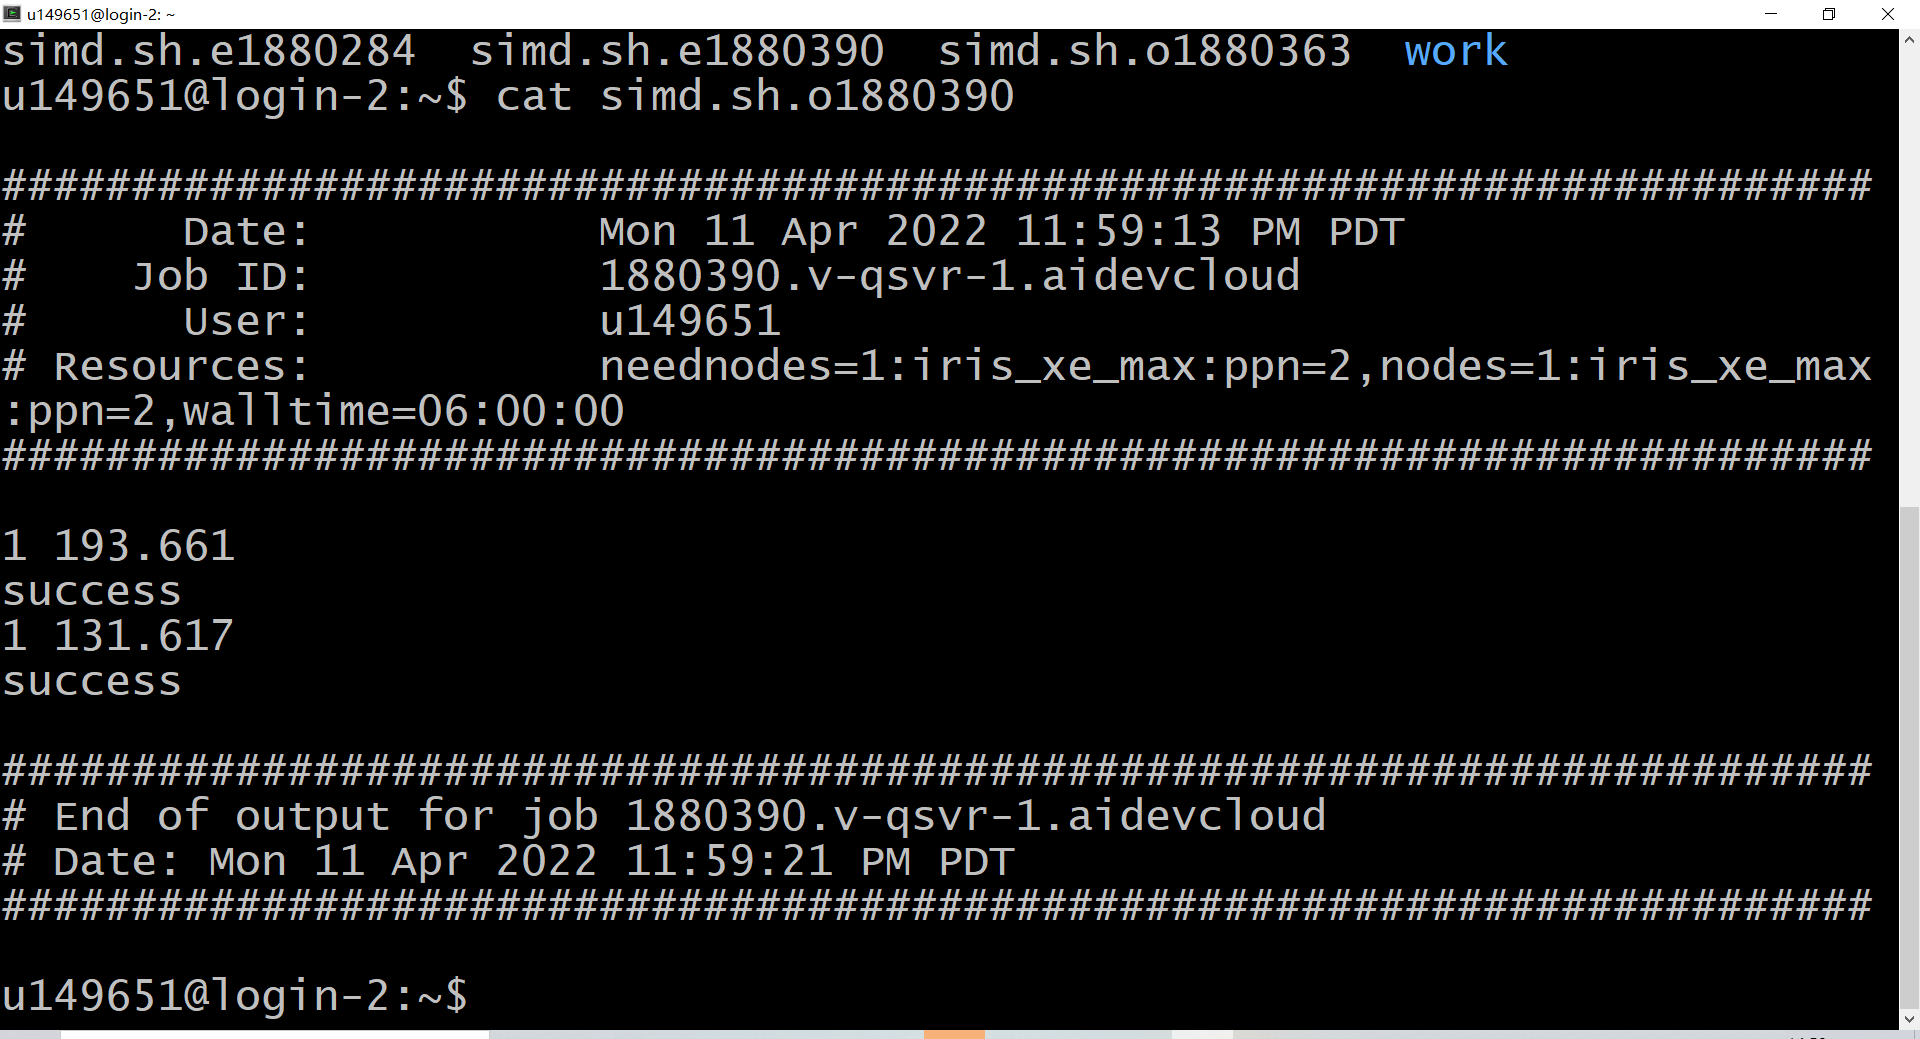 u149651@login-2: ~
simd.sh.e1880284  simd.sh.e1880390  simd.sh.o1880363  work
u149651@login-2:~$ cat simd.sh.o1880390
########################################################################
#      Date:           Mon 11 Apr 2022 11:59:13 PM PDT
#    Job ID:           1880390.v-qsvr-1.aidevcloud
#      User:           u149651
# Resources:           neednodes=1:iris_xe_max:ppn=2,nodes=1:iris_xe_max
:ppn=2,walltime=06:00:00
########################################################################
1 193.661
success
1 131.617
success
########################################################################
# End of output for job 1880390.v-qsvr-1.aidevcloud
# Date: Mon 11 Apr 2022 11:59:21 PM PDT
########################################################################
u149651@login-2:~$